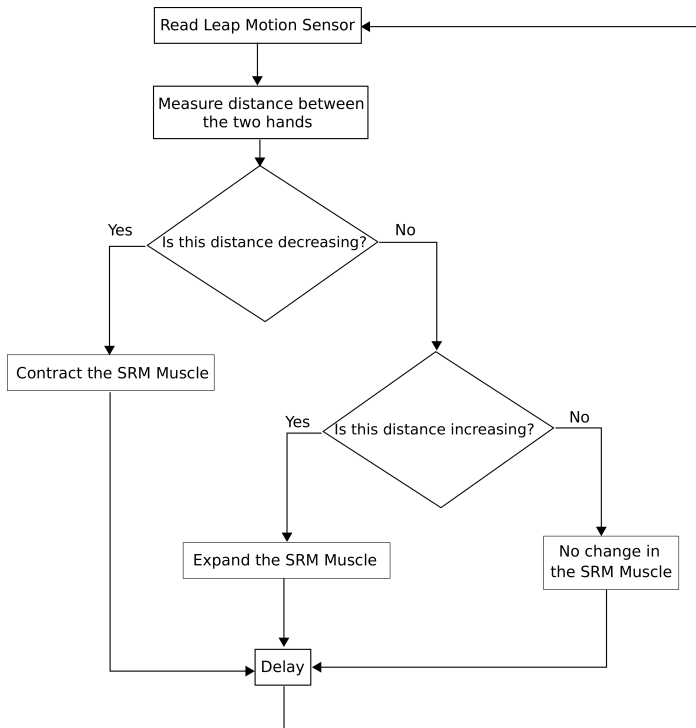 Read Leap Motion Sensor
Measure distance between
the two hands
Is this distance decreasing?
Yes
No
Contract the SRM Muscle
Is this distance increasing?
Yes
No
Expand the SRM Muscle
No change in
the SRM Muscle
Delay